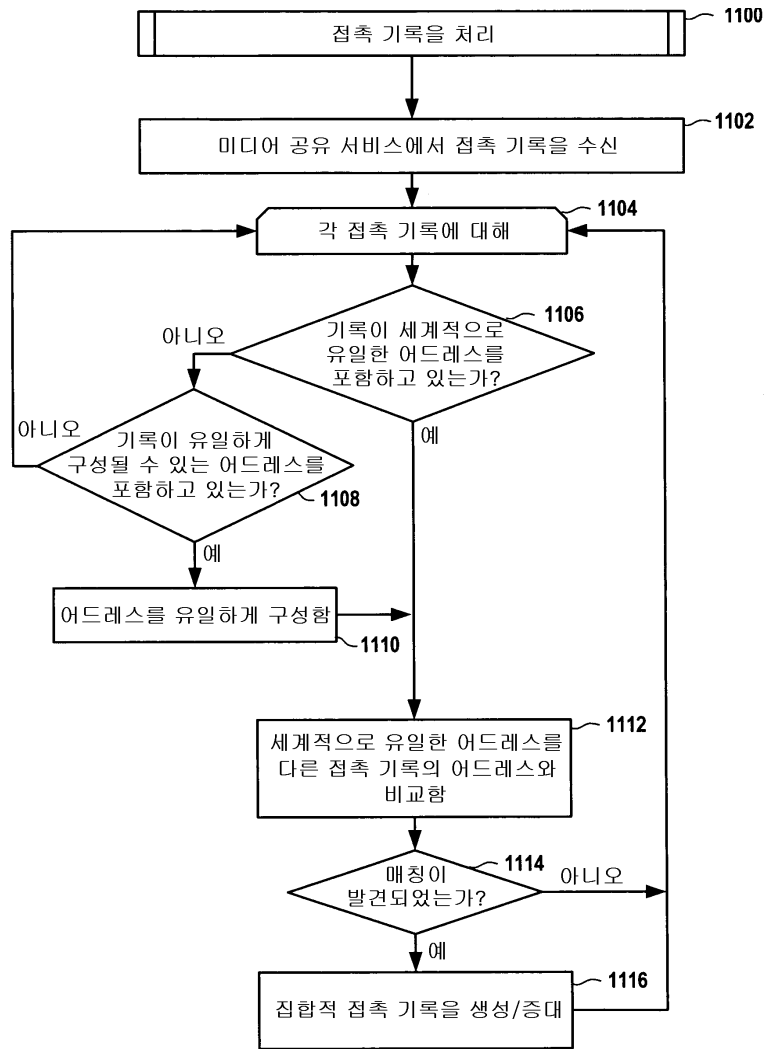 접촉 기록을 처리
1100
미디어 공유 서비스에서 접촉 기록을 수신
1102
각 접촉 기록에 대해
1104
기록이 세계적으로
유일한 어드레스를
포함하고 있는가?
1106
아니오
예
기록이 유일하게
구성될 수 있는 어드레스를
포함하고 있는가?
1108
아니오
예
어드레스를 유일하게 구성함
1110
세계적으로 유일한 어드레스를
다른 접촉 기록의 어드레스와
비교함
1112
매칭이
발견되었는가?
1114
아니오
예
집합적 접촉 기록을 생성/증대
1116